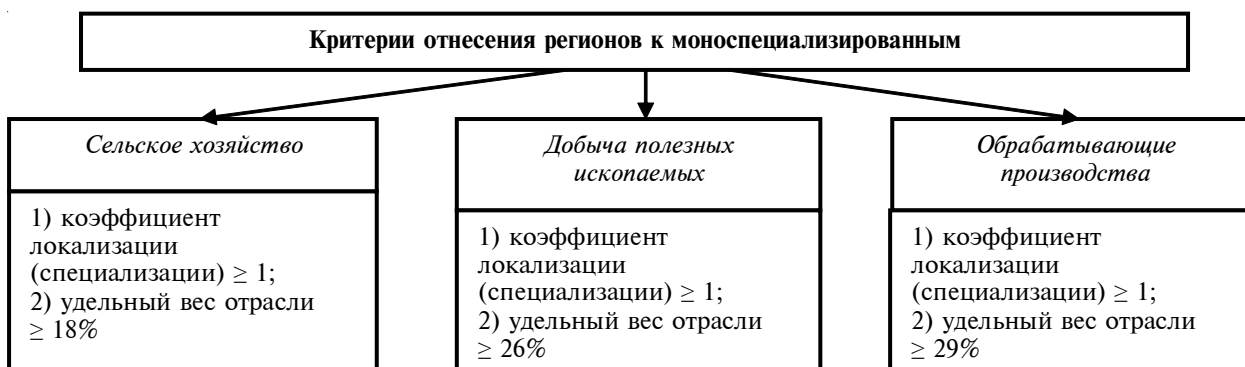 Критерии отнесения регионов к моноспециализированным
Сельское хозяйство
1) коэффициент
локализации
(специализации) ≥ 1;
2) удельный вес отрасли
≥ 18%
Добыча полезных
ископаемых
1) коэффициент
локализации
(специализации) ≥ 1;
2) удельный вес отрасли
≥ 26%
Обрабатывающие
производства
1) коэффициент
локализации
(специализации) ≥ 1;
2) удельный вес отрасли
≥ 29%